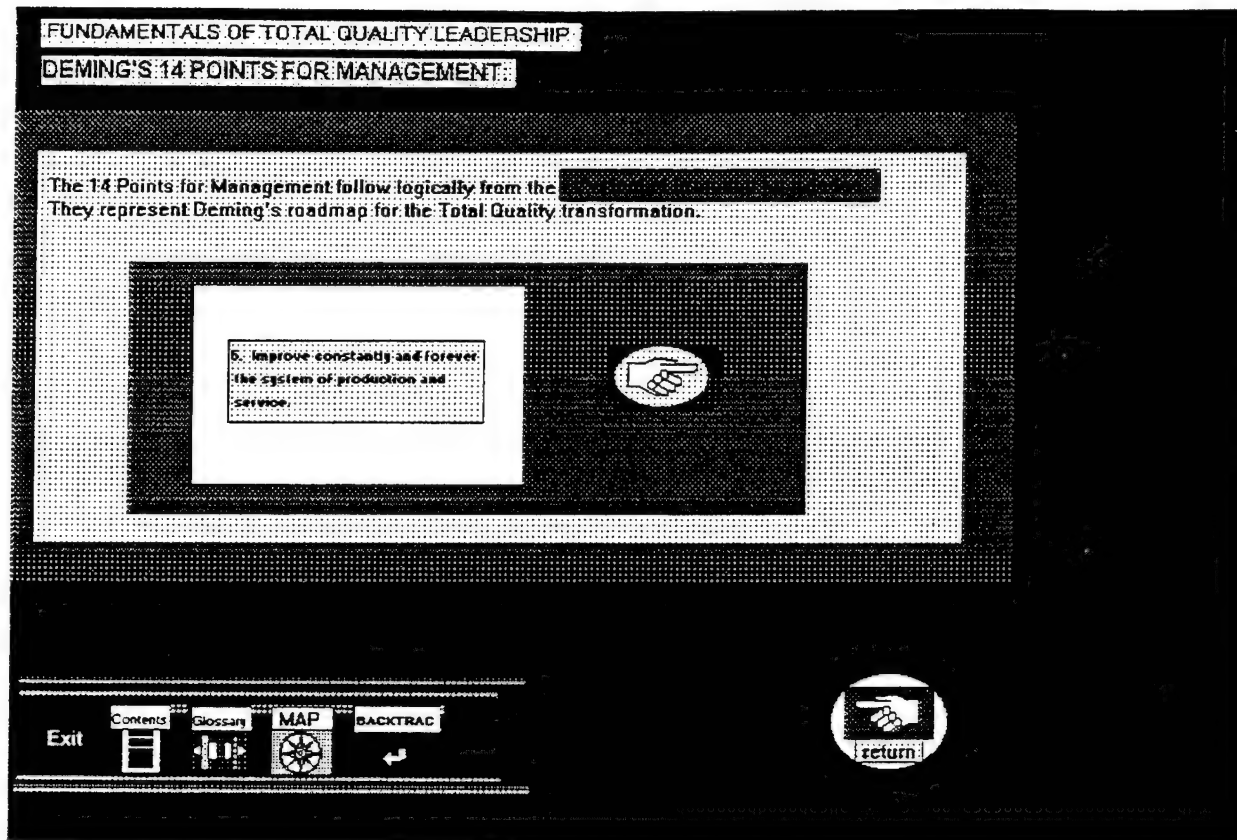 FUNDAMENTALS OF TOTAL QUALITY LEADERSHIP
DEMING'S 14 POINTS FOR MANAGEMENT:
The 14 Points for Management follow logically from the
They represent Deming's roadmap for the Total Quality transformation.
5. Improve constantly and forever
the system of production and
service.
Exit
Contents
Glossary
MAP
BACKTRAC
return